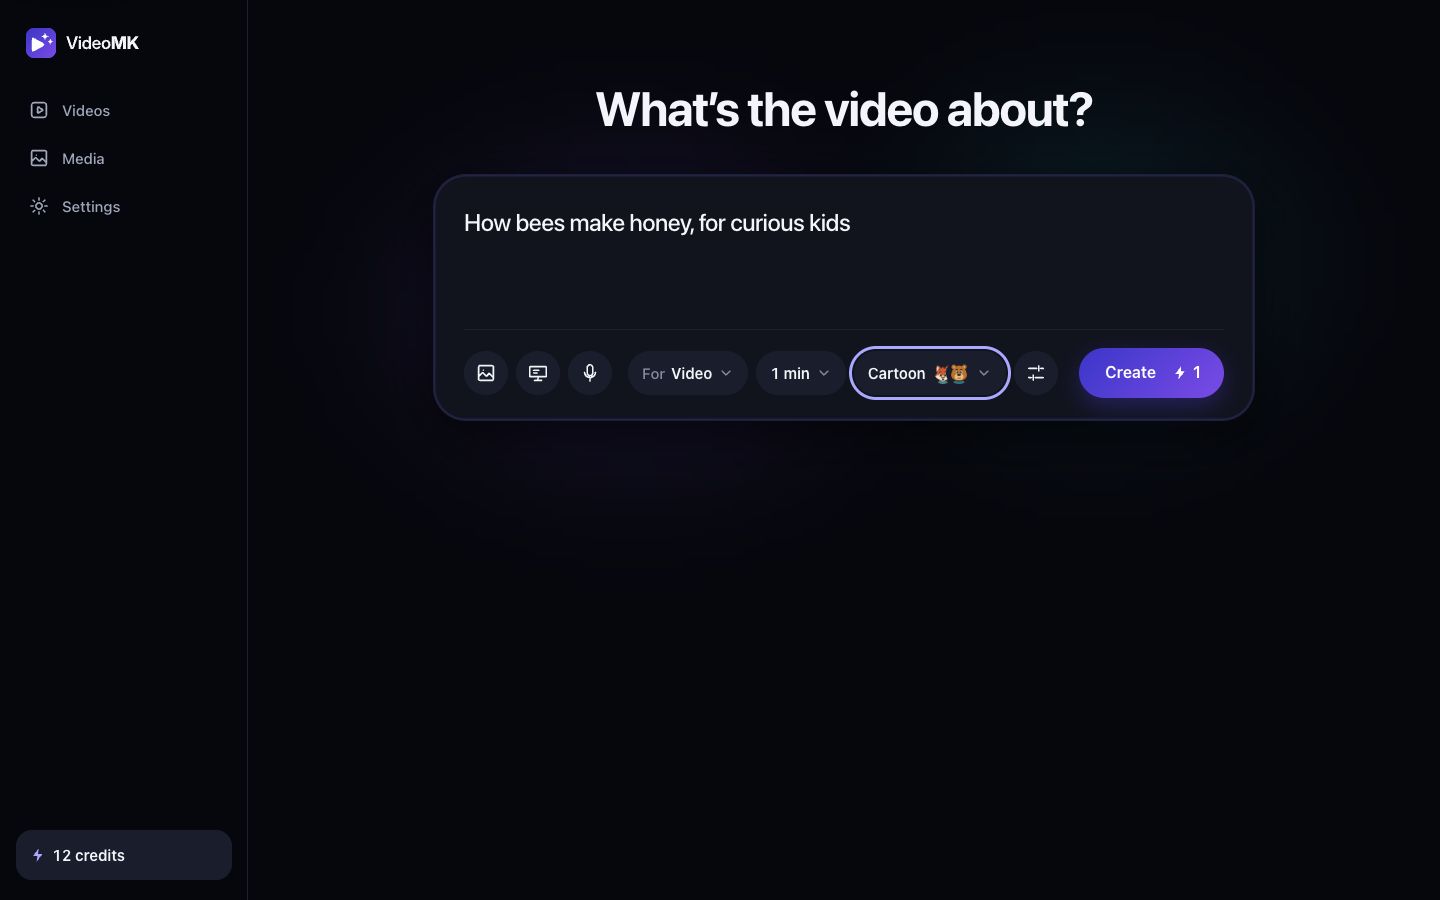 VideoMK
Videos
Media
Settings
12 credits
What's the video about?
How bees make honey, for curious kids
For Video
1 min
Cartoon
Create 1